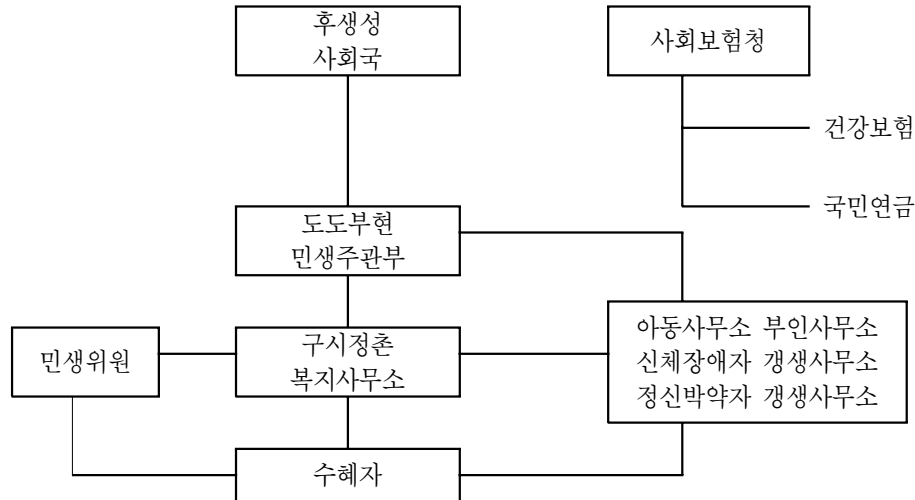 후생성
사회국
사회보험청
건강보험
국민연금
도도부현
민생주관부
민생위원
구시정촌
복지사무소
아동사무소 부인사무소
신체장애자 갱생사무소
정신박약자 갱생사무소
수혜자